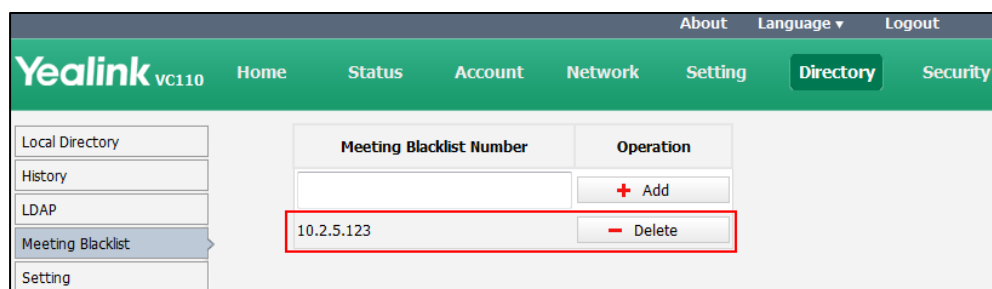 About Language ▾ Logout
Yealink VC110 Home Status Account Network Setting Directory Security
Local Directory
History
LDAP
Meeting Blacklist
Setting
Meeting Blacklist Number Operation
+ Add
10.2.5.123 − Delete